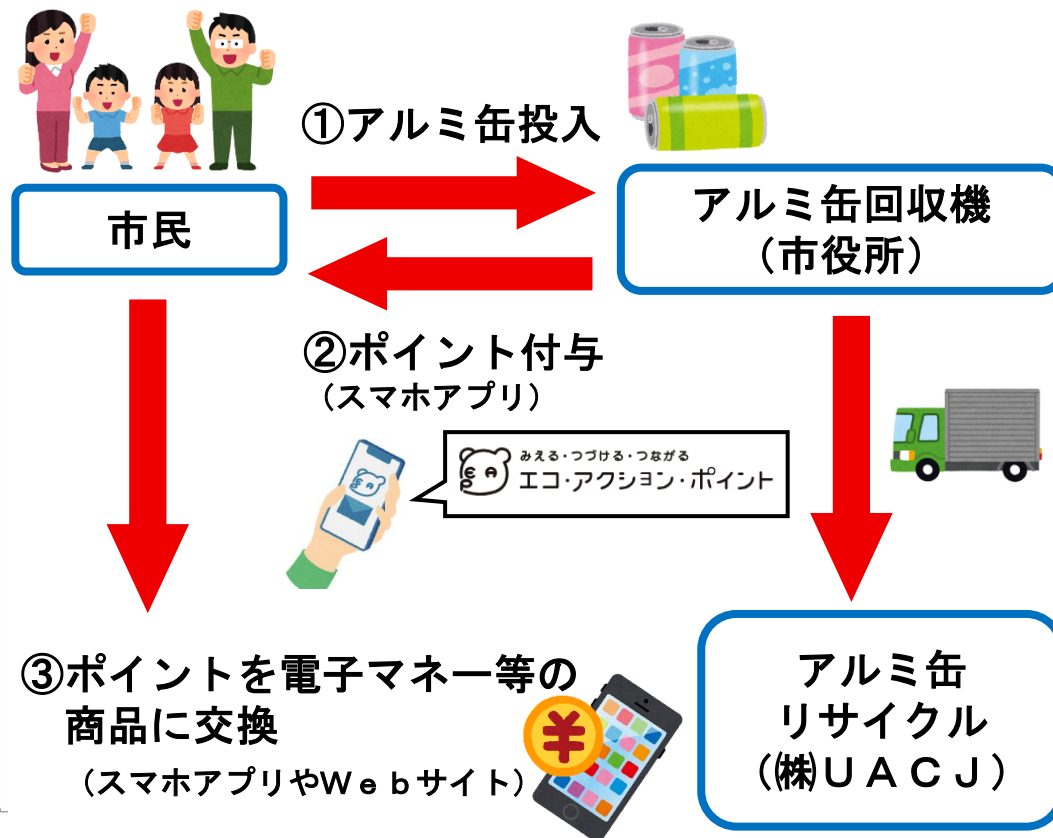 ①アルミ缶投入
市民
アルミ缶回収機
（市役所）
②ポイント付与
（スマホアプリ）
みえる・つづける・つながる
エコ・アクション・ポイント
③ポイントを電子マネー等の
商品に交換
（スマホアプリやＷｅｂサイト）
¥
アルミ缶
リサイクル
（㈱ＵＡＣＪ）